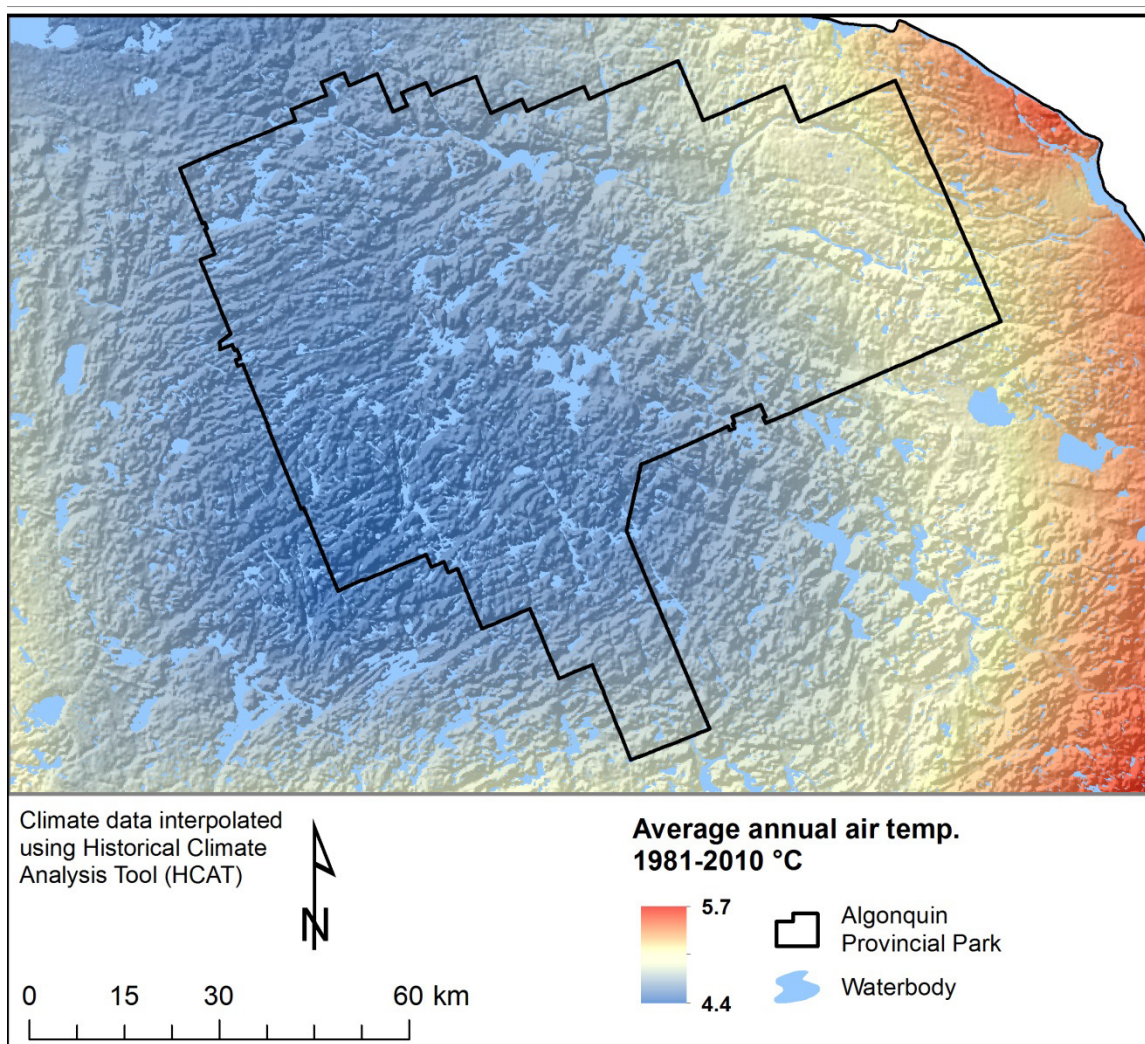 Climate data interpolated
using Historical Climate
Analysis Tool (HCAT)
N
0 15 30 60 km
Average annual air temp.
1981-2010 °C
5.7
4.4
Algonquin
Provincial Park
Waterbody